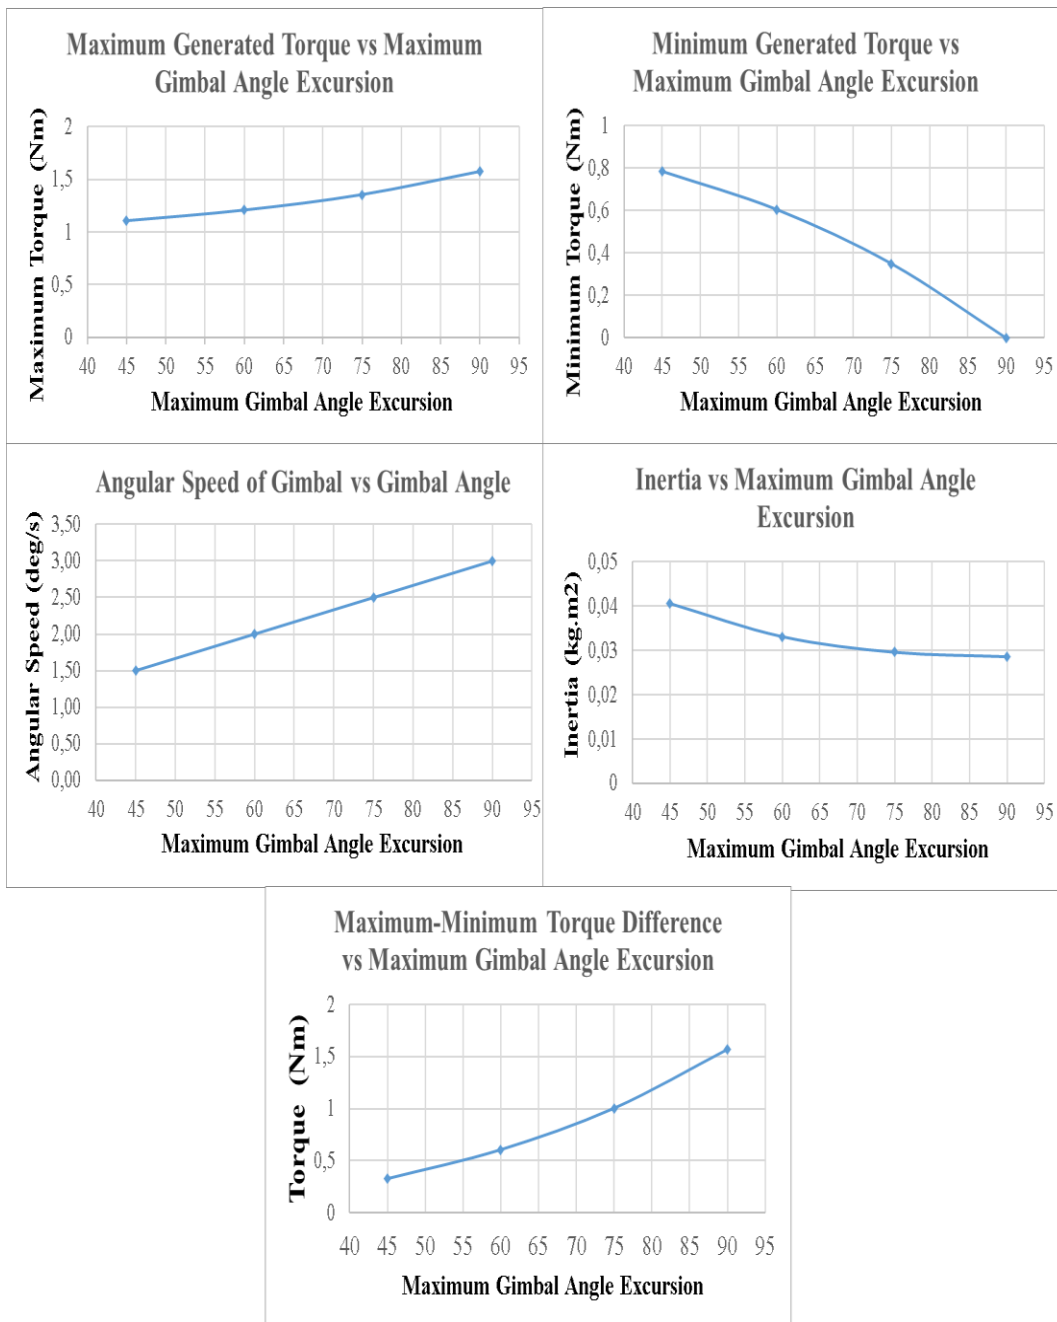 Maximum Generated Torque vs Maximum
Gimbal Angle Excursion
Maximum Torque (Nm)
2
1,5
1
0,5
0
40 45 50 55 60 65 70 75 80 85 90 95
Maximum Gimbal Angle Excursion
Minimum Generated Torque vs
Maximum Gimbal Angle Excursion
Minimum Torque (Nm)
1
0,8
0,6
0,4
0,2
0
40 45 50 55 60 65 70 75 80 85 90 95
Maximum Gimbal Angle Excursion
Angular Speed of Gimbal vs Gimbal Angle
Angular Speed (deg/s)
3,50
3,00
2,50
2,00
1,50
1,00
0,50
0,00
40 45 50 55 60 65 70 75 80 85 90 95
Maximum Gimbal Angle Excursion
Inertia vs Maximum Gimbal Angle
Excursion
Inertia (kg.m2)
0,05
0,04
0,03
0,02
0,01
0
40 45 50 55 60 65 70 75 80 85 90 95
Maximum Gimbal Angle Excursion
Maximum-Minimum Torque Difference
vs Maximum Gimbal Angle Excursion
Torque (Nm)
2
1,5
1
0,5
0
40 45 50 55 60 65 70 75 80 85 90 95
Maximum Gimbal Angle Excursion